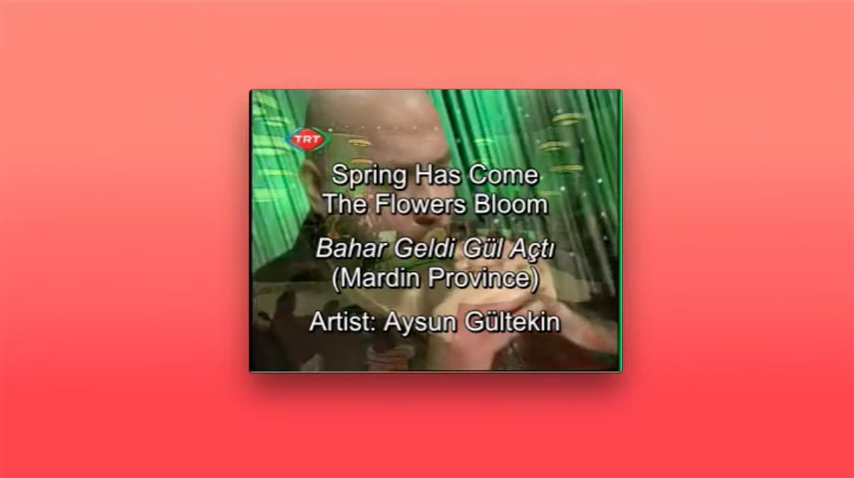 TRT
Spring Has Come
The Flowers Bloom
Bahar Geldi Gül Açtı
(Mardin Province)
Artist: Aysun Gültekin